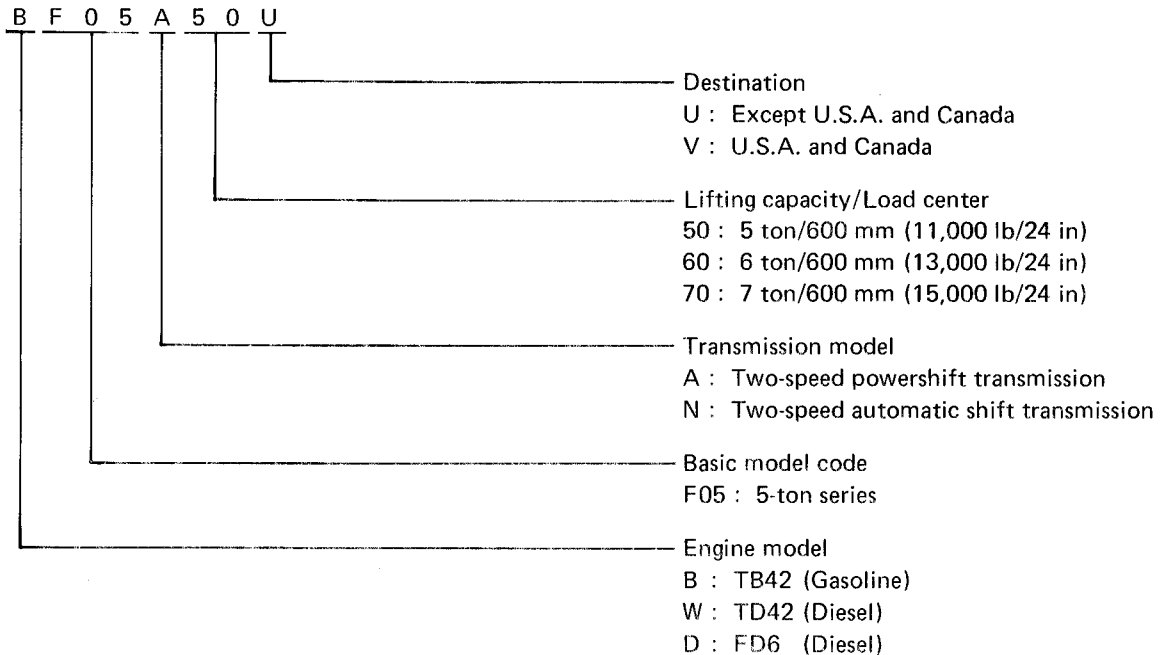 B F 0 5 A 5 0 U
Destination
U : Except U.S.A. and Canada
V : U.S.A. and Canada
Lifting capacity/Load center
50 : 5 ton/600 mm (11,000 lb/24 in)
60 : 6 ton/600 mm (13,000 lb/24 in)
70 : 7 ton/600 mm (15,000 lb/24 in)
Transmission model
A : Two-speed powershift transmission
N : Two-speed automatic shift transmission
Basic model code
F05 : 5-ton series
Engine model
B : TB42 (Gasoline)
W : TD42 (Diesel)
D : FD6 (Diesel)